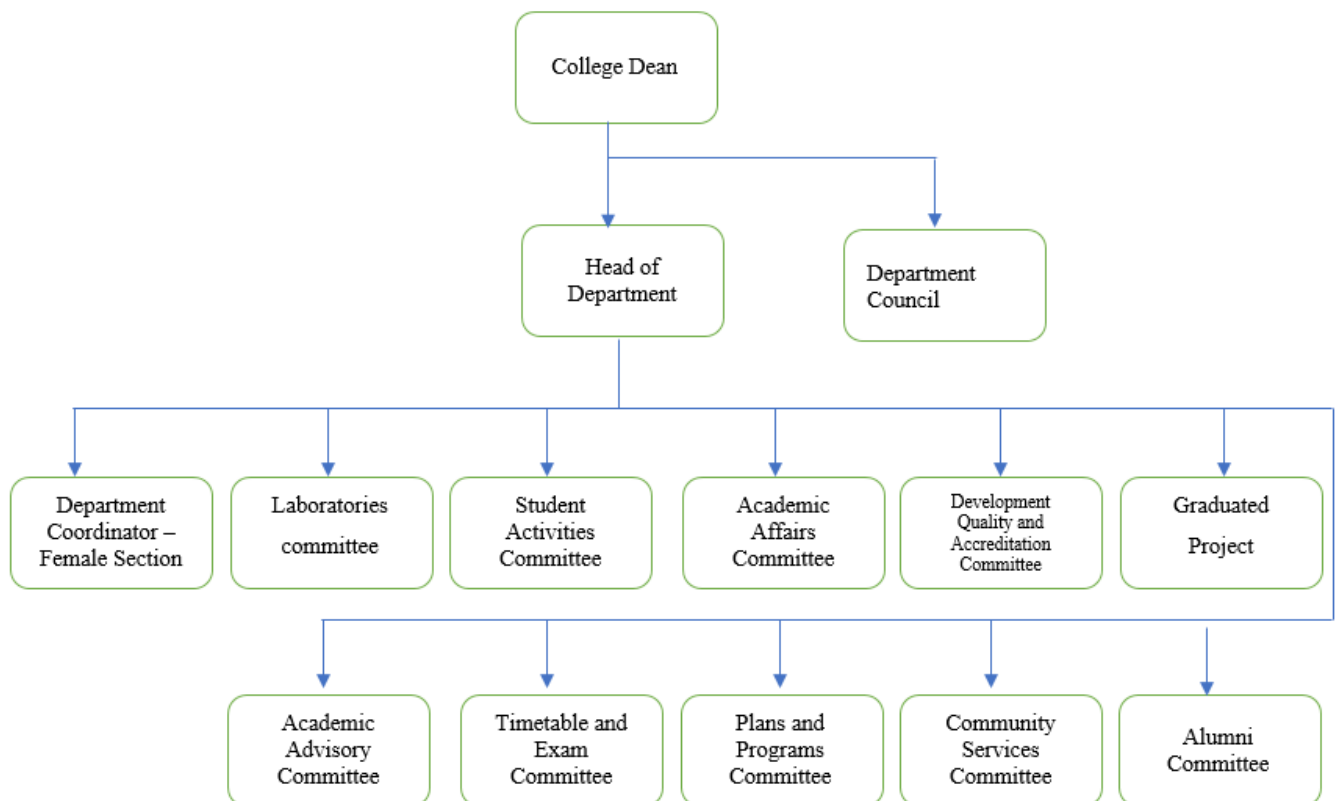 College Dean
Head of
Department
Department
Council
Department
Coordinator –
Female Section
Laboratories
committee
Student
Activities
Committee
Academic
Affairs
Committee
Development
Quality and
Accreditation
Committee
Graduated
Project
Academic
Advisory
Committee
Timetable and
Exam
Committee
Plans and
Programs
Committee
Community
Services
Committee
Alumni
Committee